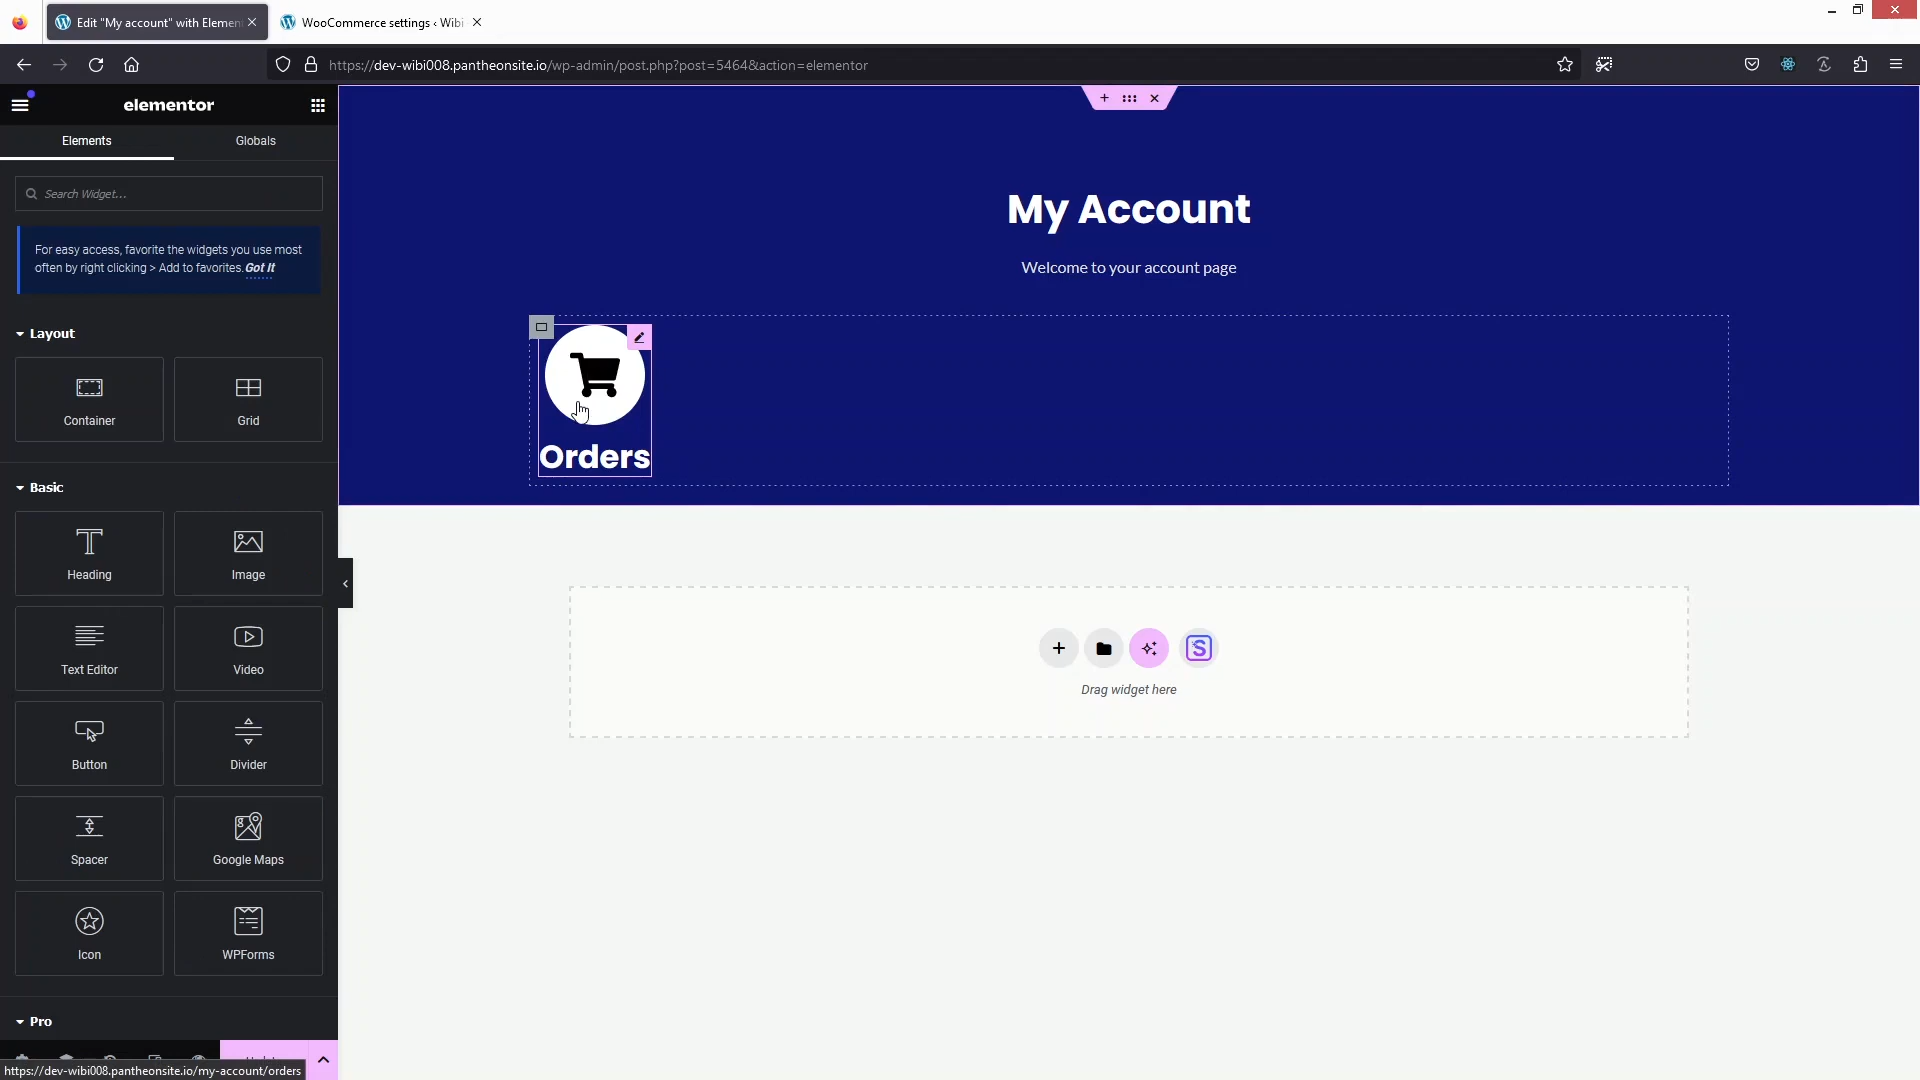 Edit "My account" with Elemen
WooCommerce settings ‹ Wibi
https://dev-wibi008.pantheonsite.io/wp-admin/post.php?post=5464&action=elementor
elementor
Elements
Globals
Search Widget...
For easy access, favorite the widgets you use most
often by right clicking > Add to favorites. Got It
Layout
Container
Grid
Basic
Heading
Image
Text Editor
Video
Button
Divider
Spacer
Google Maps
Icon
WPForms
Pro
https://dev-wibi008.pantheonsite.io/my-account/orders
My Account
Welcome to your account page
Orders
Drag widget here